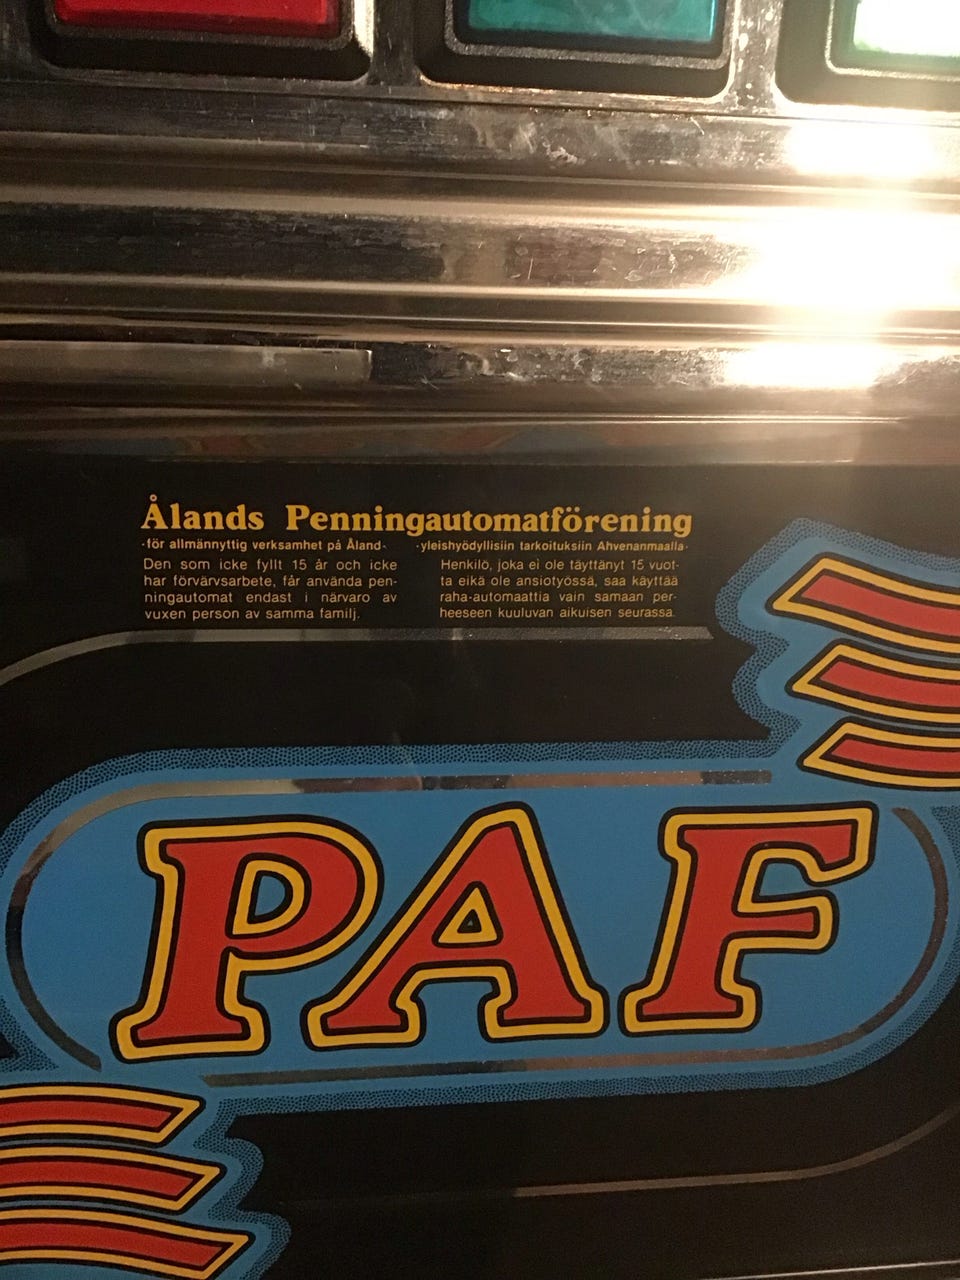 Ålands Penningautomatförening
-för allmännyttig verksamhet på Åland-
Den som icke fyllt 15 år och icke
har förvärvsarbete, får använda pen-
ningautomat endast i närvaro av
vuxen person av samma familj.
-yleishyödyllisiin tarkoituksiin Ahvenanmaalla-
Henkilö, joka ei ole täyttänyt 15 vuot-
ta eikä ole ansiotyössä, saa käyttää
raha-automaattia vain samaan per-
heeseen kuuluvan aikuisen seurassa.
PAF